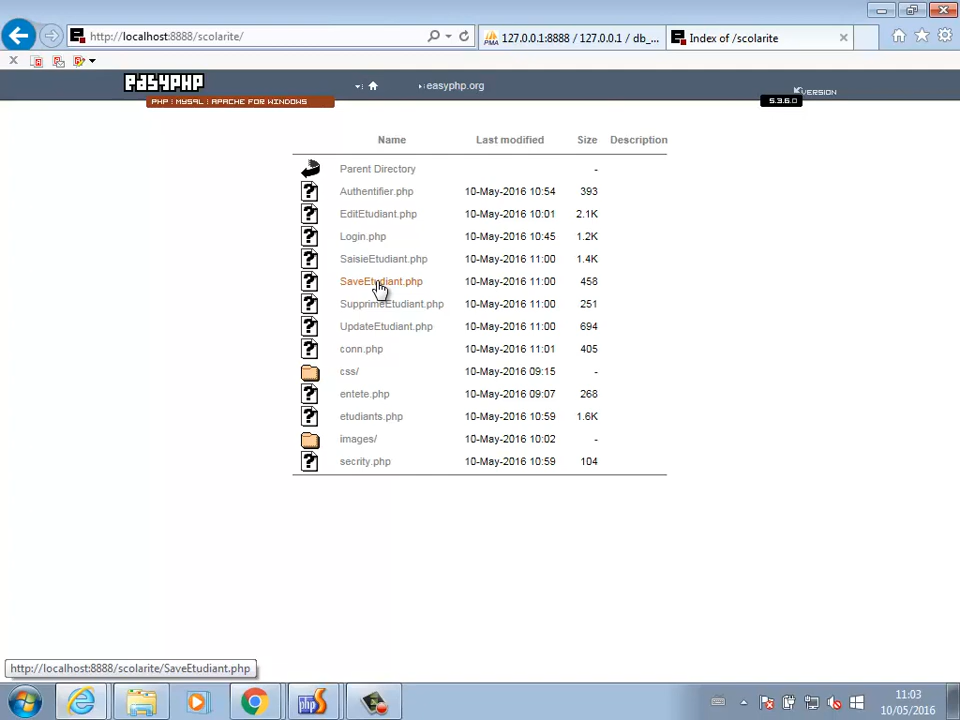 http://localhost:8888/scolarite/
127.0.0.1:8888 / 127.0.0.1 / db_...
Index of /scolarite
EASYPHP
easyphp.org
PHP : MYSQL : APACHE FOR WINDOWS
VERSION
5.3.6.0
Name Last modified Size Description
Parent Directory -
Authentifier.php 10-May-2016 10:54 393
EditEtudiant.php 10-May-2016 10:01 2.1K
Login.php 10-May-2016 10:45 1.2K
SaisieEtudiant.php 10-May-2016 11:00 1.4K
SaveEtudiant.php 10-May-2016 11:00 458
SupprimeEtudiant.php 10-May-2016 11:00 251
UpdateEtudiant.php 10-May-2016 11:00 694
conn.php 10-May-2016 11:01 405
css/ 10-May-2016 09:15 -
entete.php 10-May-2016 09:07 268
etudiants.php 10-May-2016 10:59 1.6K
images/ 10-May-2016 10:02 -
secrity.php 10-May-2016 10:59 104
http://localhost:8888/scolarite/SaveEtudiant.php
11:03
10/05/2016